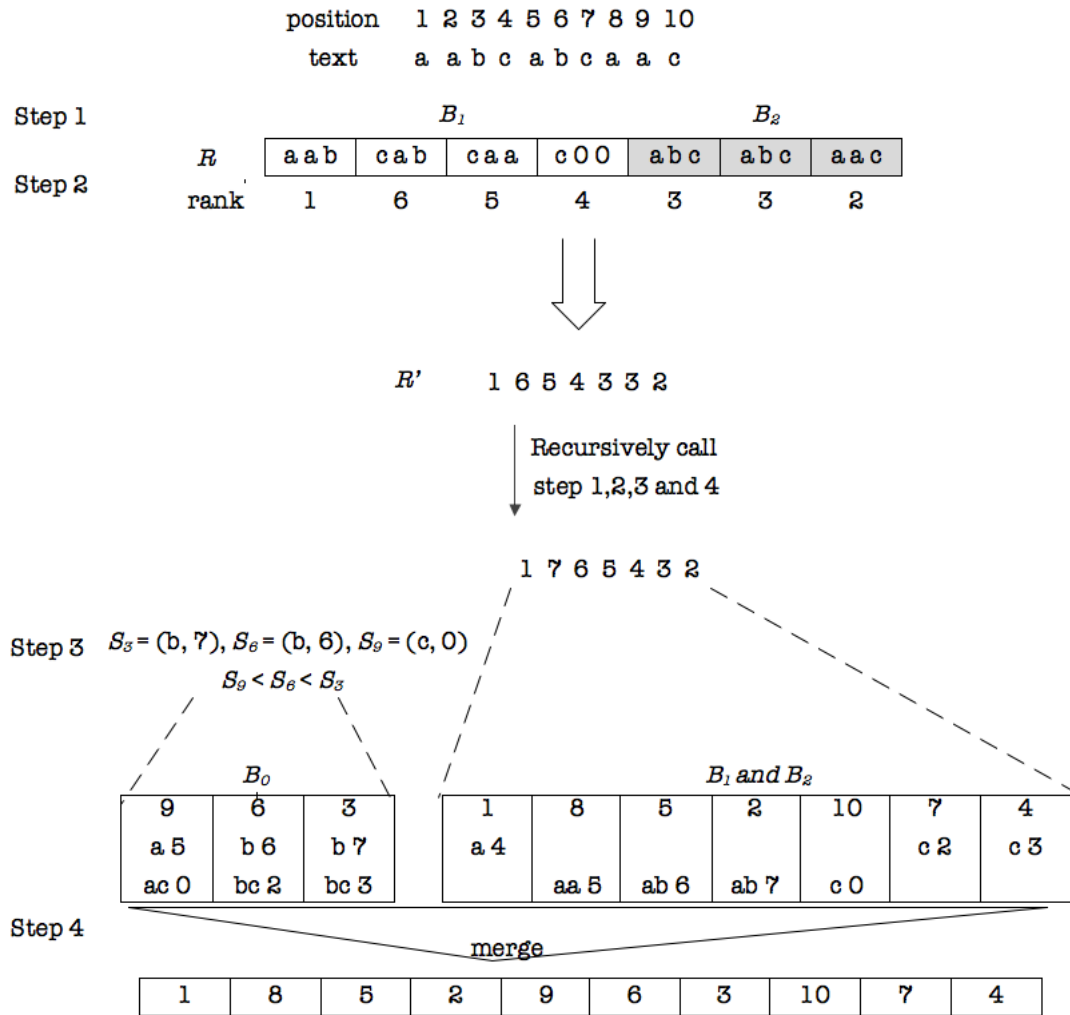 position 1 2 3 4 5 6 7 8 9 10
text a a b c a b c a a c
Step 1
B₁ B₂
R a a b c a b c a a c 0 0 a b c a b c a a c
Step 2
rank 1 6 5 4 3 3 2
R' 1 6 5 4 3 3 2
Recursively call
step 1,2,3 and 4
1 7 6 5 4 3 2
Step 3 S₃ = (b, 7), S₆ = (b, 6), S₉ = (c, 0)
S₉ < S₆ < S₃
B₀ B₁ and B₂
9 6 3 1 8 5 2 10 7 4
a 5 b 6 b 7 a 4 c 2 c 3
ac 0 bc 2 bc 3 aa 5 ab 6 ab 7 c 0
Step 4
merge
1 8 5 2 9 6 3 10 7 4